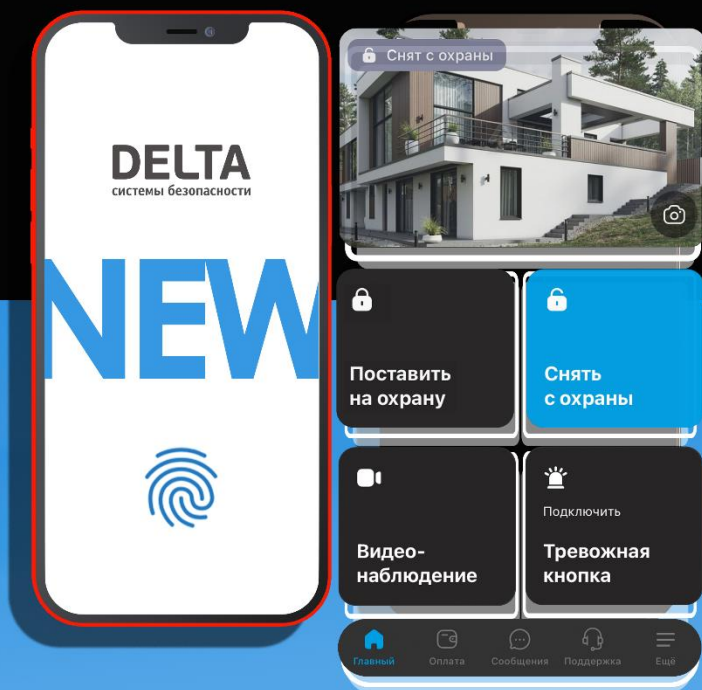 DELTA
системы безопасности
NEW
Снят с охраны
Поставить
на охрану
Снять
с охраны
Видео-
наблюдение
Подключить
Тревожная
кнопка
Главный
Оплата
Сообщения
Поддержка
Ещё